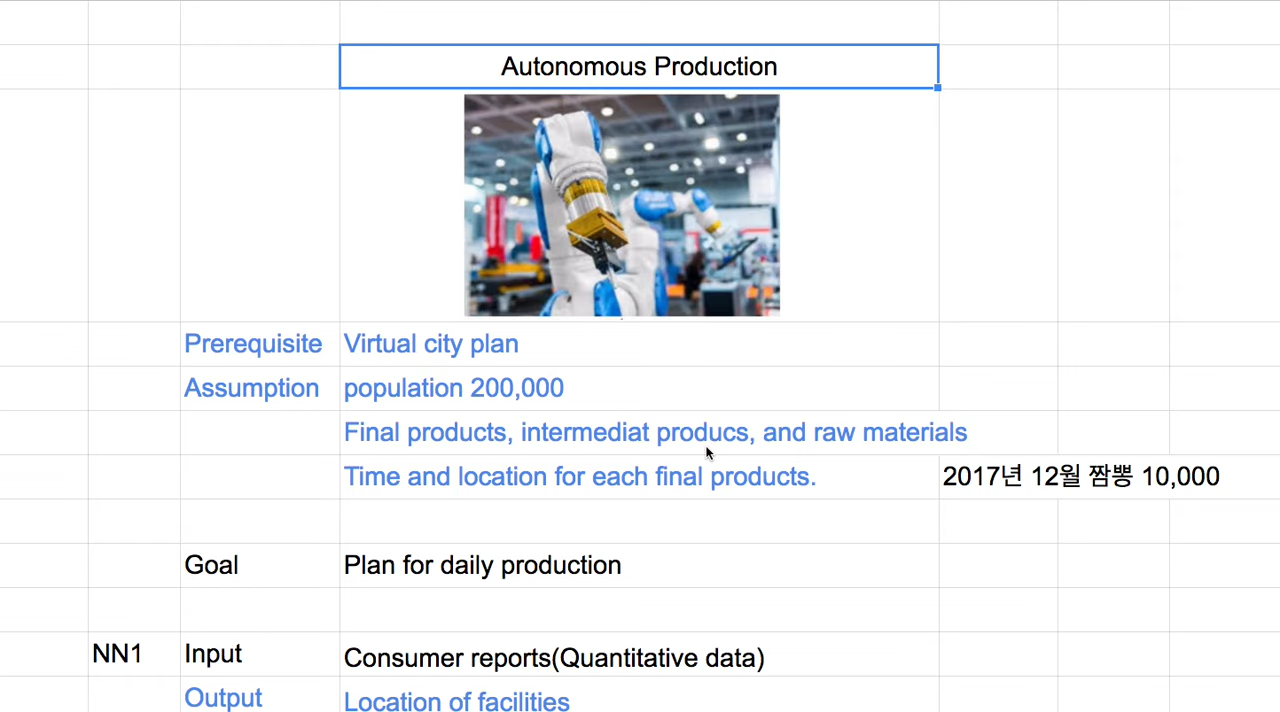 Autonomous Production
Prerequisite Virtual city plan
Assumption population 200,000
Final products, intermediat producs, and raw materials
Time and location for each final products. 2017년 12월 짬뽕 10,000
Goal Plan for daily production
NN1 Input Consumer reports(Quantitative data)
Output Location of facilities